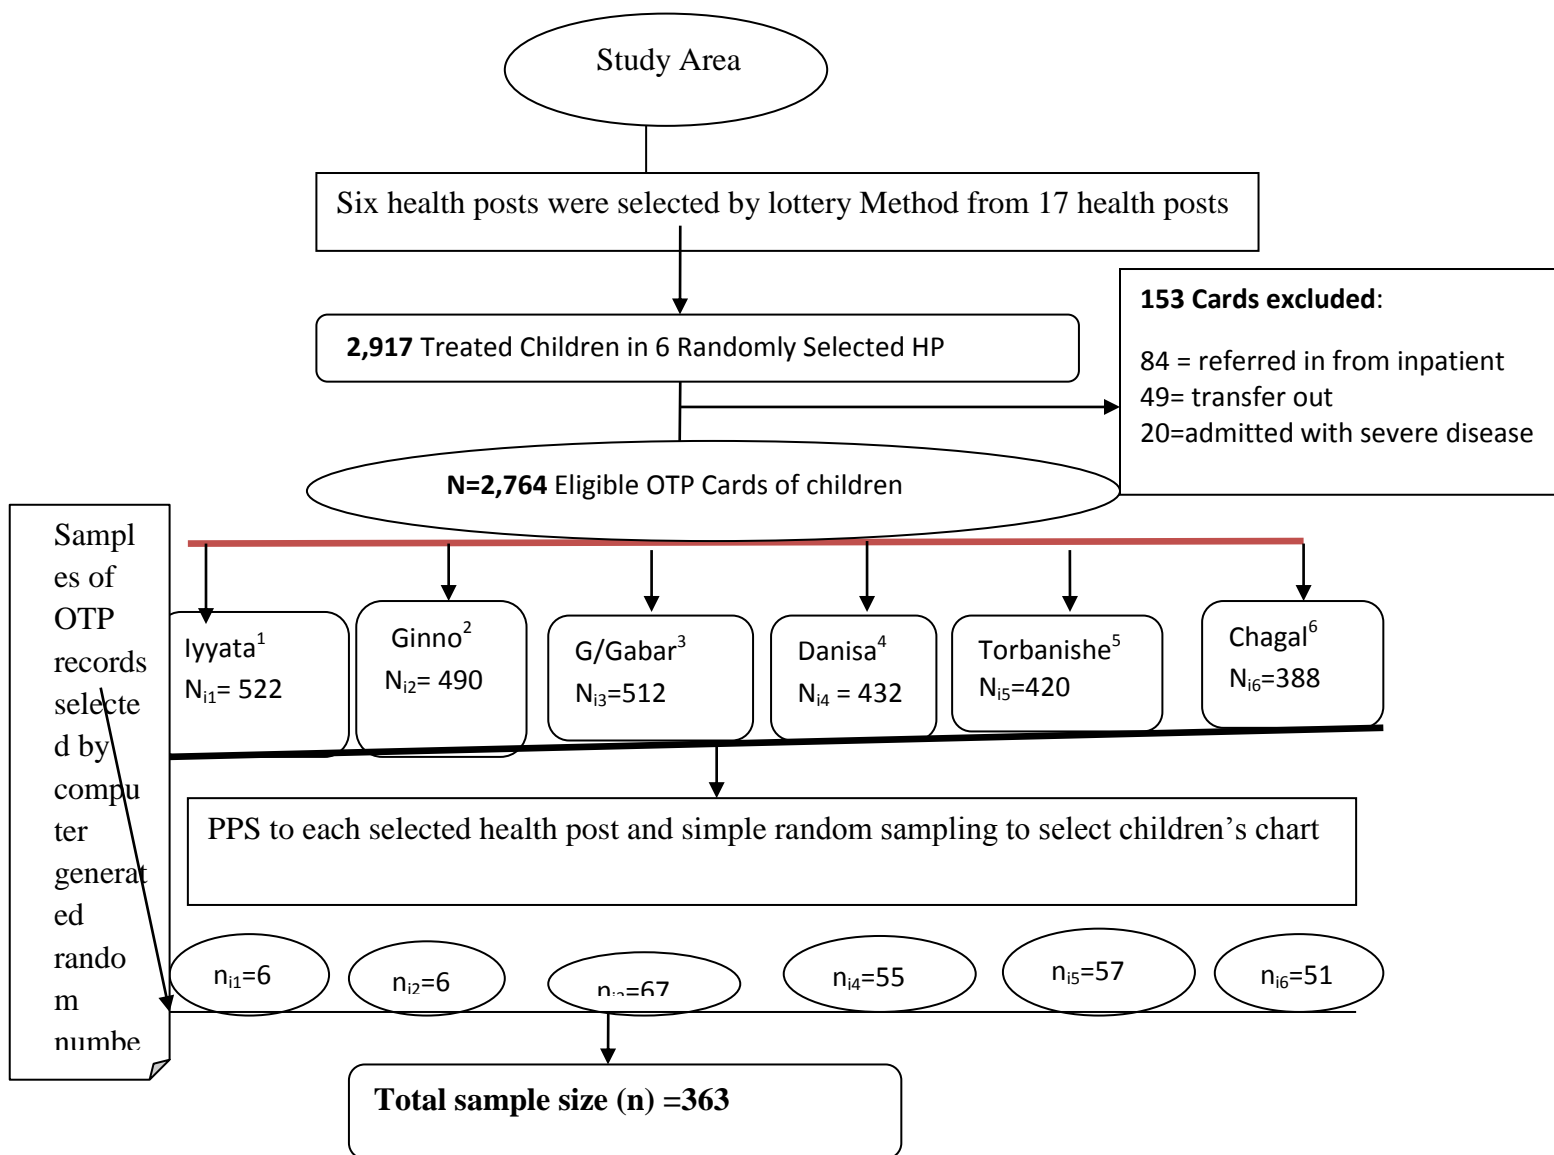 Study Area
Six health posts were selected by lottery Method from 17 health posts
153 Cards excluded:
84 = referred in from inpatient
49= transfer out
20=admitted with severe disease
2,917 Treated Children in 6 Randomly Selected HP
N=2,764 Eligible OTP Cards of children
Sampl
es of
OTP
records
selecte
d by
compu
ter
generat
ed
rando
m
numbe
Iyyata1
Ni1= 522
Ginno2
Ni2= 490
G/Gabar3
Ni3=512
Danisa4
Ni4 = 432
Torbanishe5
Ni5=420
Chagal6
Ni6=388
PPS to each selected health post and simple random sampling to select children’s chart
ni1=6
ni2=6
=67
ni4=55
ni5=57
ni6=51
Total sample size (n) =363